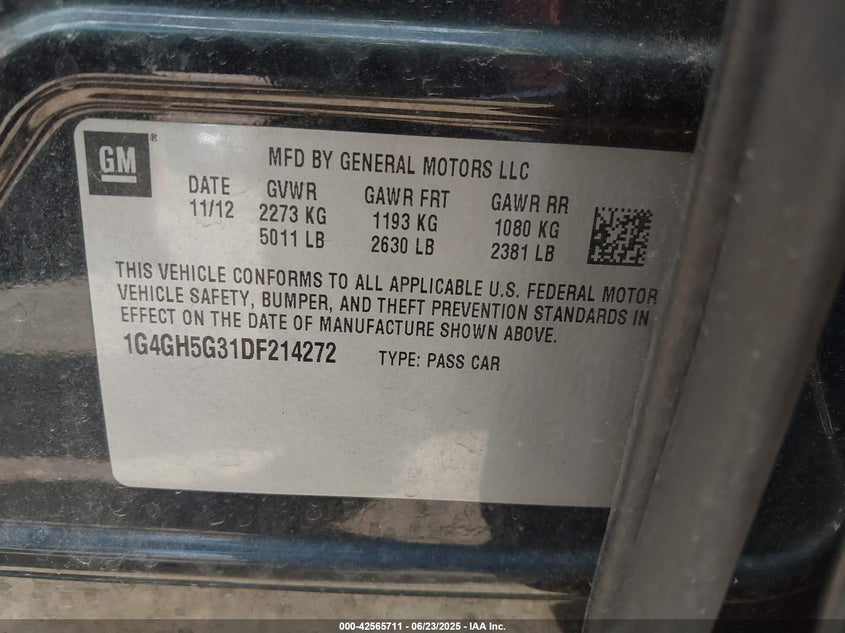 GM®
MFD BY GENERAL MOTORS LLC
DATE GVWR GAWR FRT GAWR RR
11/12 2273 KG 1193 KG 1080 KG
5011 LB 2630 LB 2381 LB
THIS VEHICLE CONFORMS TO ALL APPLICABLE U.S. FEDERAL MOTOR
VEHICLE SAFETY, BUMPER, AND THEFT PREVENTION STANDARDS IN
EFFECT ON THE DATE OF MANUFACTURE SHOWN ABOVE.
1G4GH5G31DF214272 TYPE: PASS CAR
000-42565711 - 06/23/2025 - IAA Inc.